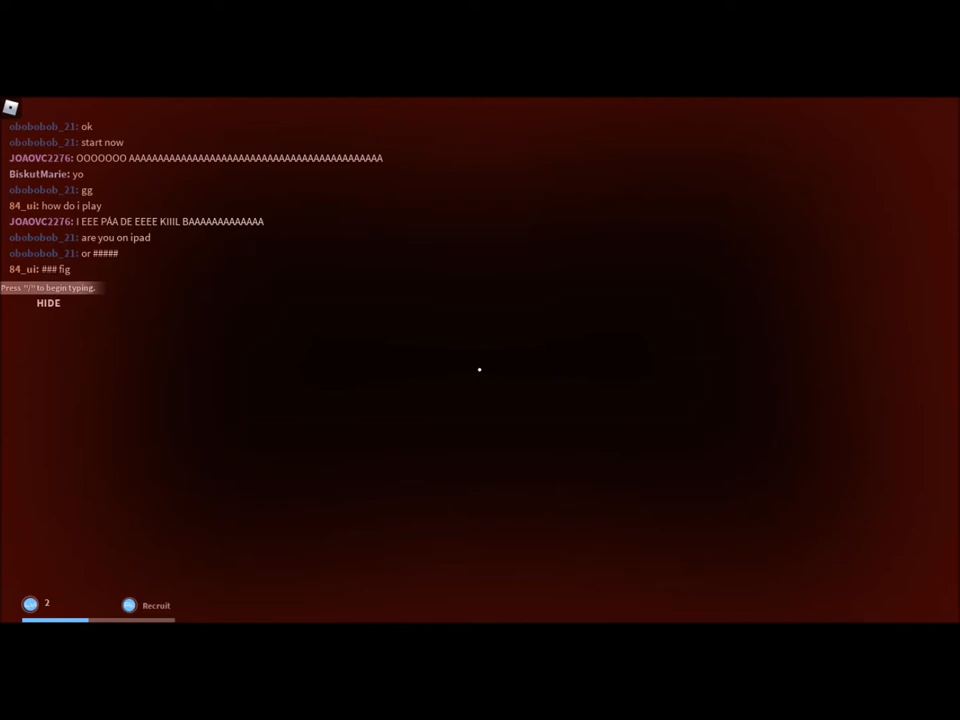 obobobob_21: ok
obobobob_21: start now
JOAOVC2276: OOOOOOO AAAAAAAAAAAAAAAAAAAAAAAAAAAAAAAAAAAAAAAAAAAA
BiskutMarie: yo
obobobob_21: gg
84_ui: how do i play
JOAOVC2276: I EEE PÁA DE EEEE KIIIL BAAAAAAAAAAAAA
obobobob_21: are you on ipad
obobobob_21: or #####
84_ui: ### fig
Press "/" to begin typing.
HIDE
2 Recruit